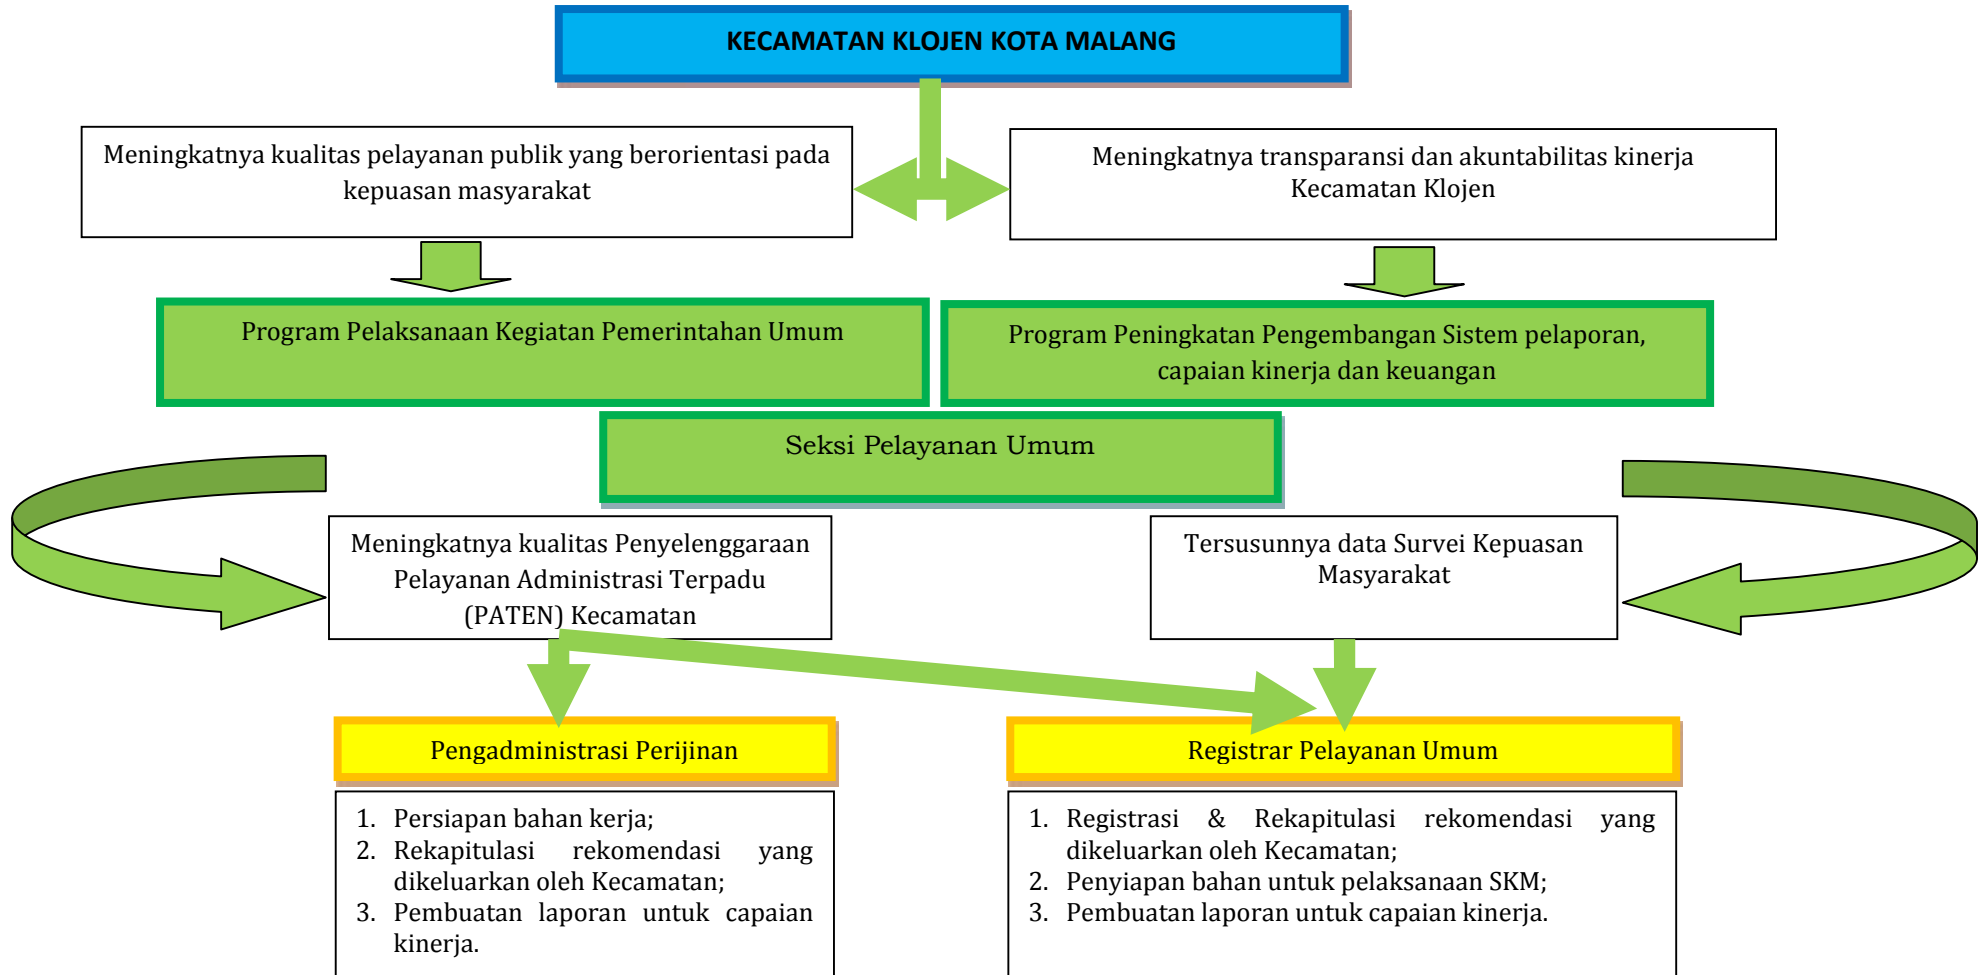 KECAMATAN KLOJEN KOTA MALANG
Meningkatnya kualitas pelayanan publik yang berorientasi pada
kepuasan masyarakat
Meningkatnya transparansi dan akuntabilitas kinerja
Kecamatan Klojen
Program Pelaksanaan Kegiatan Pemerintahan Umum
Program Peningkatan Pengembangan Sistem pelaporan,
capaian kinerja dan keuangan
Seksi Pelayanan Umum
Meningkatnya kualitas Penyelenggaraan
Pelayanan Administrasi Terpadu
(PATEN) Kecamatan
Tersusunnya data Survei Kepuasan
Masyarakat
Pengadministrasi Perijinan
Registrar Pelayanan Umum
1. Persiapan bahan kerja;
2. Rekapitulasi rekomendasi yang
dikeluarkan oleh Kecamatan;
3. Pembuatan laporan untuk capaian
kinerja.
1. Registrasi & Rekapitulasi rekomendasi yang
dikeluarkan oleh Kecamatan;
2. Penyiapan bahan untuk pelaksanaan SKM;
3. Pembuatan laporan untuk capaian kinerja.